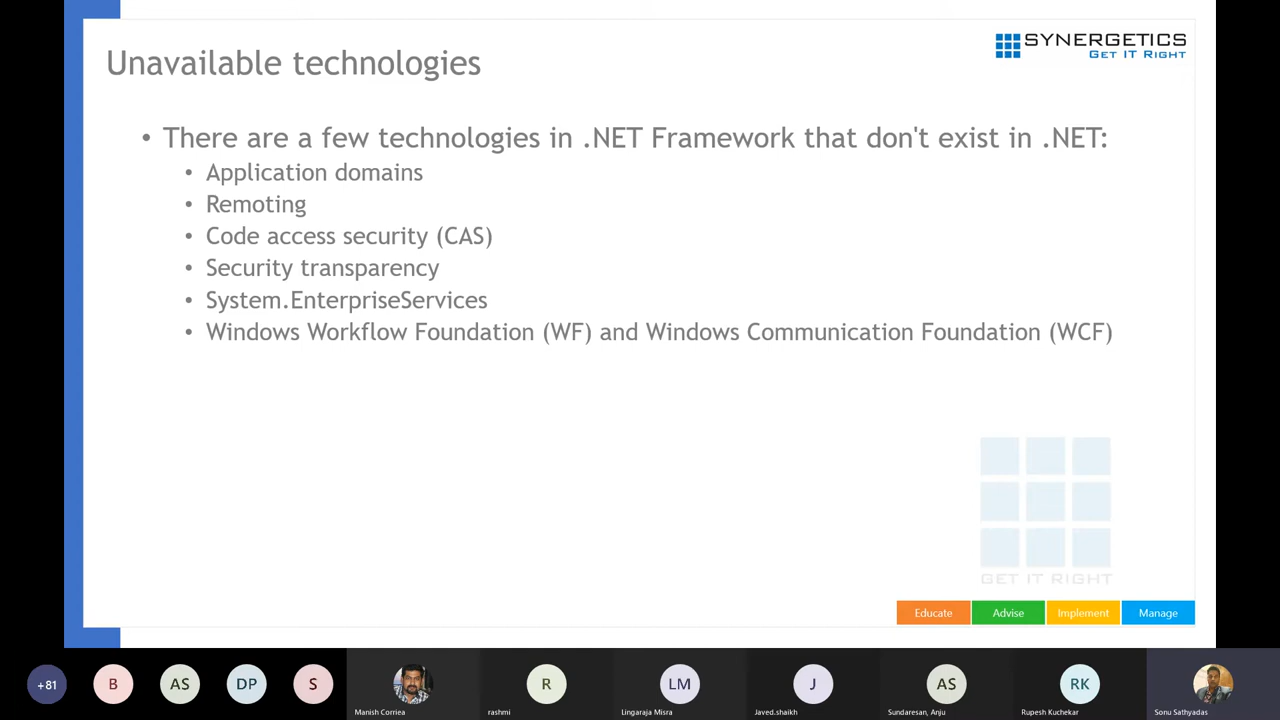 Unavailable technologies
SYNERGETICS
GET IT RIGHT
• There are a few technologies in .NET Framework that don't exist in .NET:
• Application domains
• Remoting
• Code access security (CAS)
• Security transparency
• System.EnterpriseServices
• Windows Workflow Foundation (WF) and Windows Communication Foundation (WCF)
GET IT RIGHT
Educate Advise Implement Manage
+81 B AS DP S R LM J AS RK
Manish Corriea rashmi Lingaraja Misra Javed.shaikh Sundaresan, Anju Rupesh Kuchekar Sonu Sathyadas